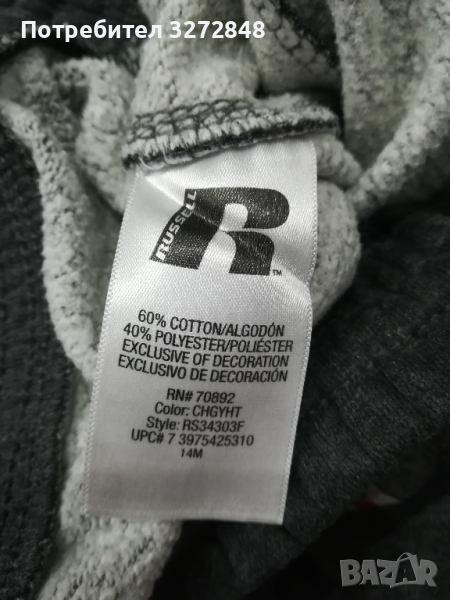 Потребител 3272848
RUSSELL
R
TM
60% COTTON/ALGODÓN
40% POLYESTER/POLIÉSTER
EXCLUSIVE OF DECORATION
EXCLUSIVO DE DECORACIÓN
RN# 70892
Color: CHGYHT
Style: RS34303F
UPC# 7 3975425310
14M
BAZAR